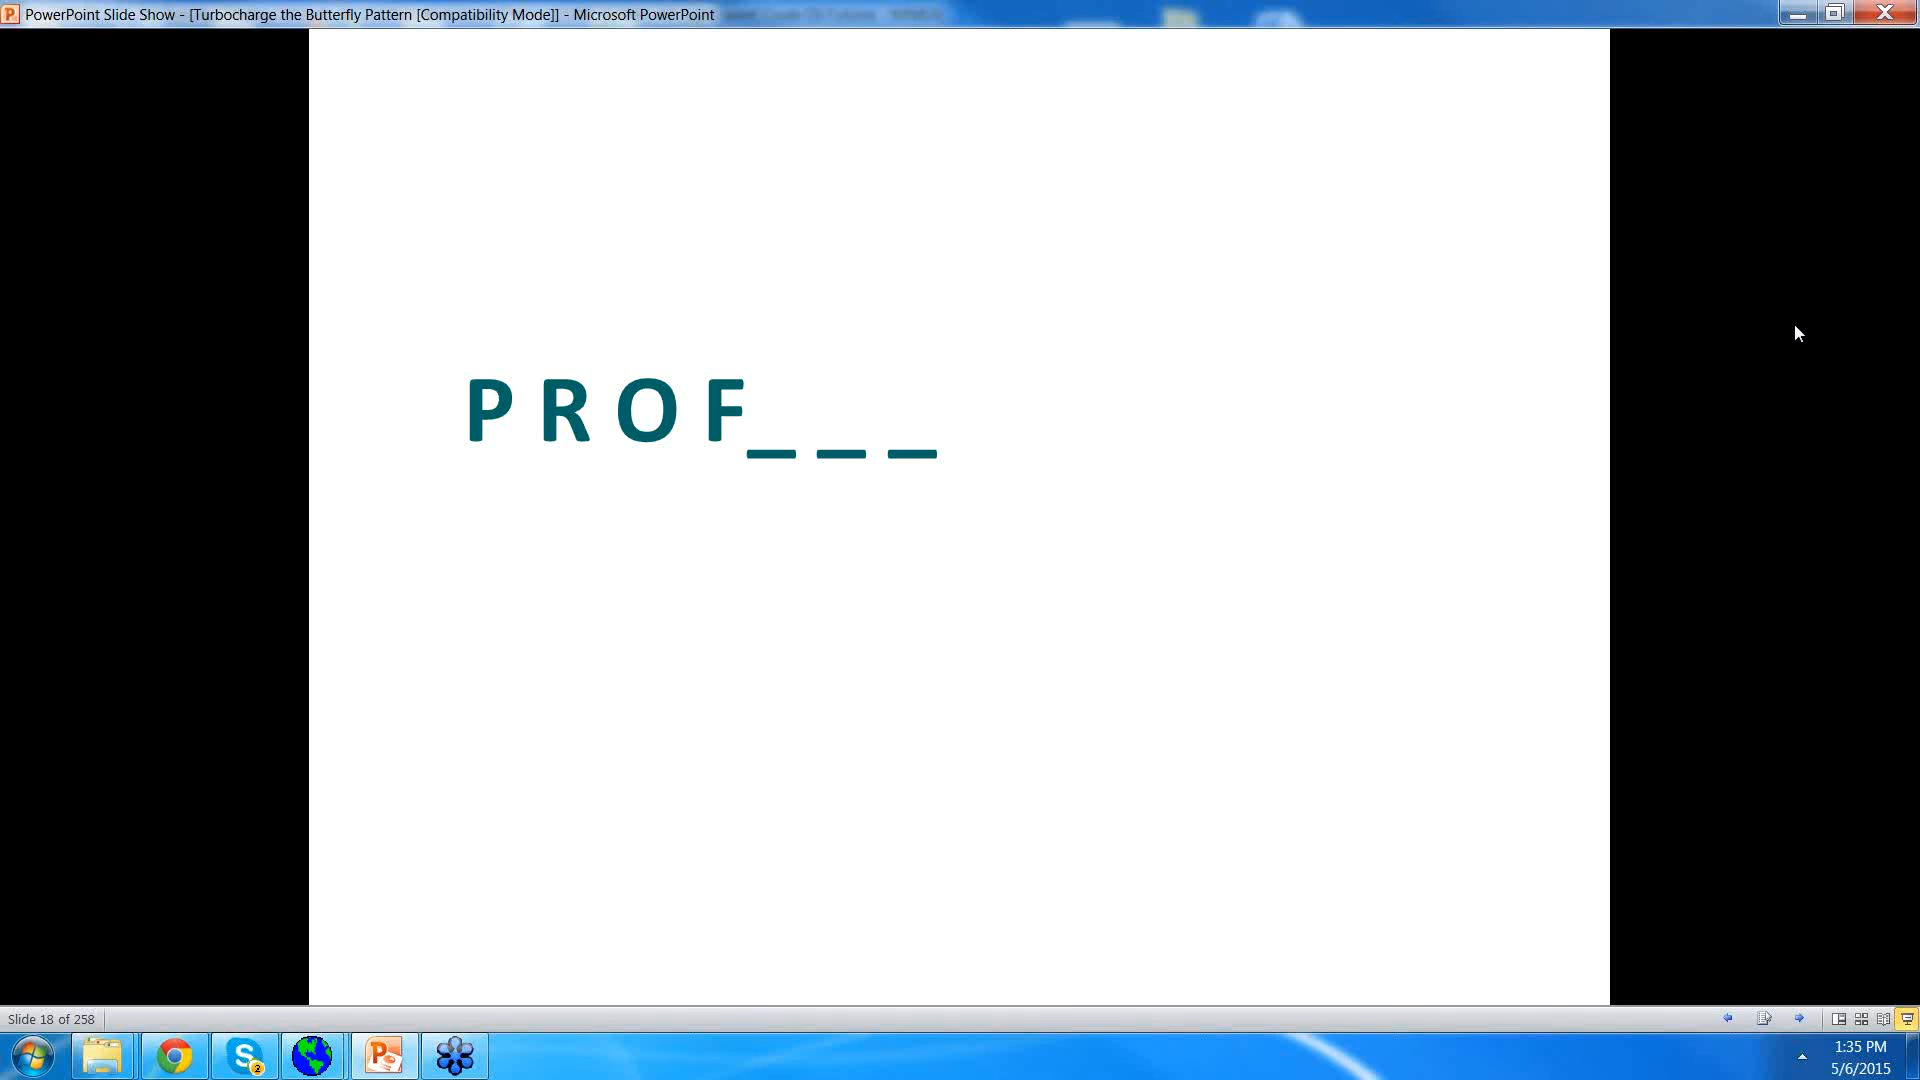 PowerPoint Slide Show - [Turbocharge the Butterfly Pattern [Compatibility Mode]] - Microsoft PowerPoint
P R O F_ _ _
Slide 18 of 258
2
1:35 PM
5/6/2015